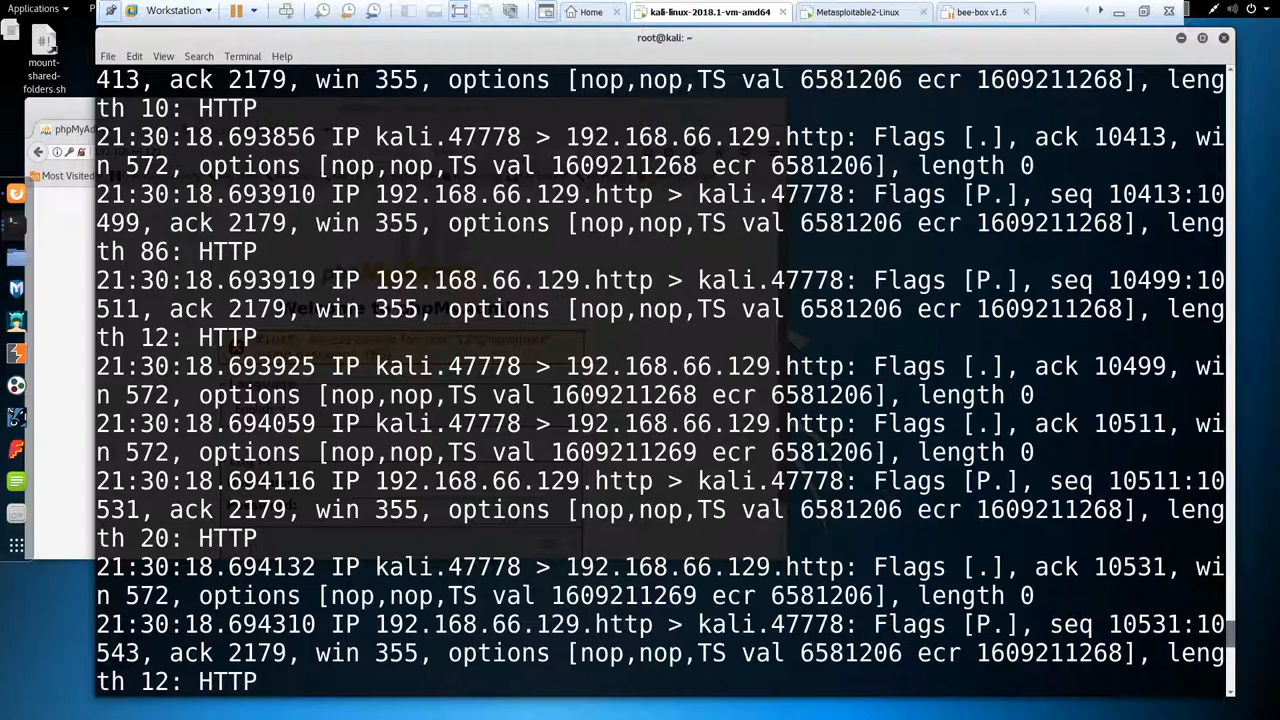 Workstation
Home
kali-linux-2018.1-vm-amd64
Metasploitable2-Linux
bee-box v1.6
Applications
root@kali: ~
mount-
shared-
folders.sh
File Edit View Search Terminal Help
413, ack 2179, win 355, options [nop,nop,TS val 6581206 ecr 1609211268], leng
th 10: HTTP
21:30:18.693856 IP kali.47778 > 192.168.66.129.http: Flags [.], ack 10413, wi
n 572, options [nop,nop,TS val 1609211268 ecr 6581206], length 0
21:30:18.693910 IP 192.168.66.129.http > kali.47778: Flags [P.], seq 10413:10
499, ack 2179, win 355, options [nop,nop,TS val 6581206 ecr 1609211268], leng
th 86: HTTP
21:30:18.693919 IP 192.168.66.129.http > kali.47778: Flags [P.], seq 10499:10
511, ack 2179, win 355, options [nop,nop,TS val 6581206 ecr 1609211268], leng
th 12: HTTP
21:30:18.693925 IP kali.47778 > 192.168.66.129.http: Flags [.], ack 10499, wi
n 572, options [nop,nop,TS val 1609211268 ecr 6581206], length 0
21:30:18.694059 IP kali.47778 > 192.168.66.129.http: Flags [.], ack 10511, wi
n 572, options [nop,nop,TS val 1609211269 ecr 6581206], length 0
21:30:18.694116 IP 192.168.66.129.http > kali.47778: Flags [P.], seq 10511:10
531, ack 2179, win 355, options [nop,nop,TS val 6581206 ecr 1609211268], leng
th 20: HTTP
21:30:18.694132 IP kali.47778 > 192.168.66.129.http: Flags [.], ack 10531, wi
n 572, options [nop,nop,TS val 1609211269 ecr 6581206], length 0
21:30:18.694310 IP 192.168.66.129.http > kali.47778: Flags [P.], seq 10531:10
543, ack 2179, win 355, options [nop,nop,TS val 6581206 ecr 1609211268], leng
th 12: HTTP
phpMyAd
Most Visited